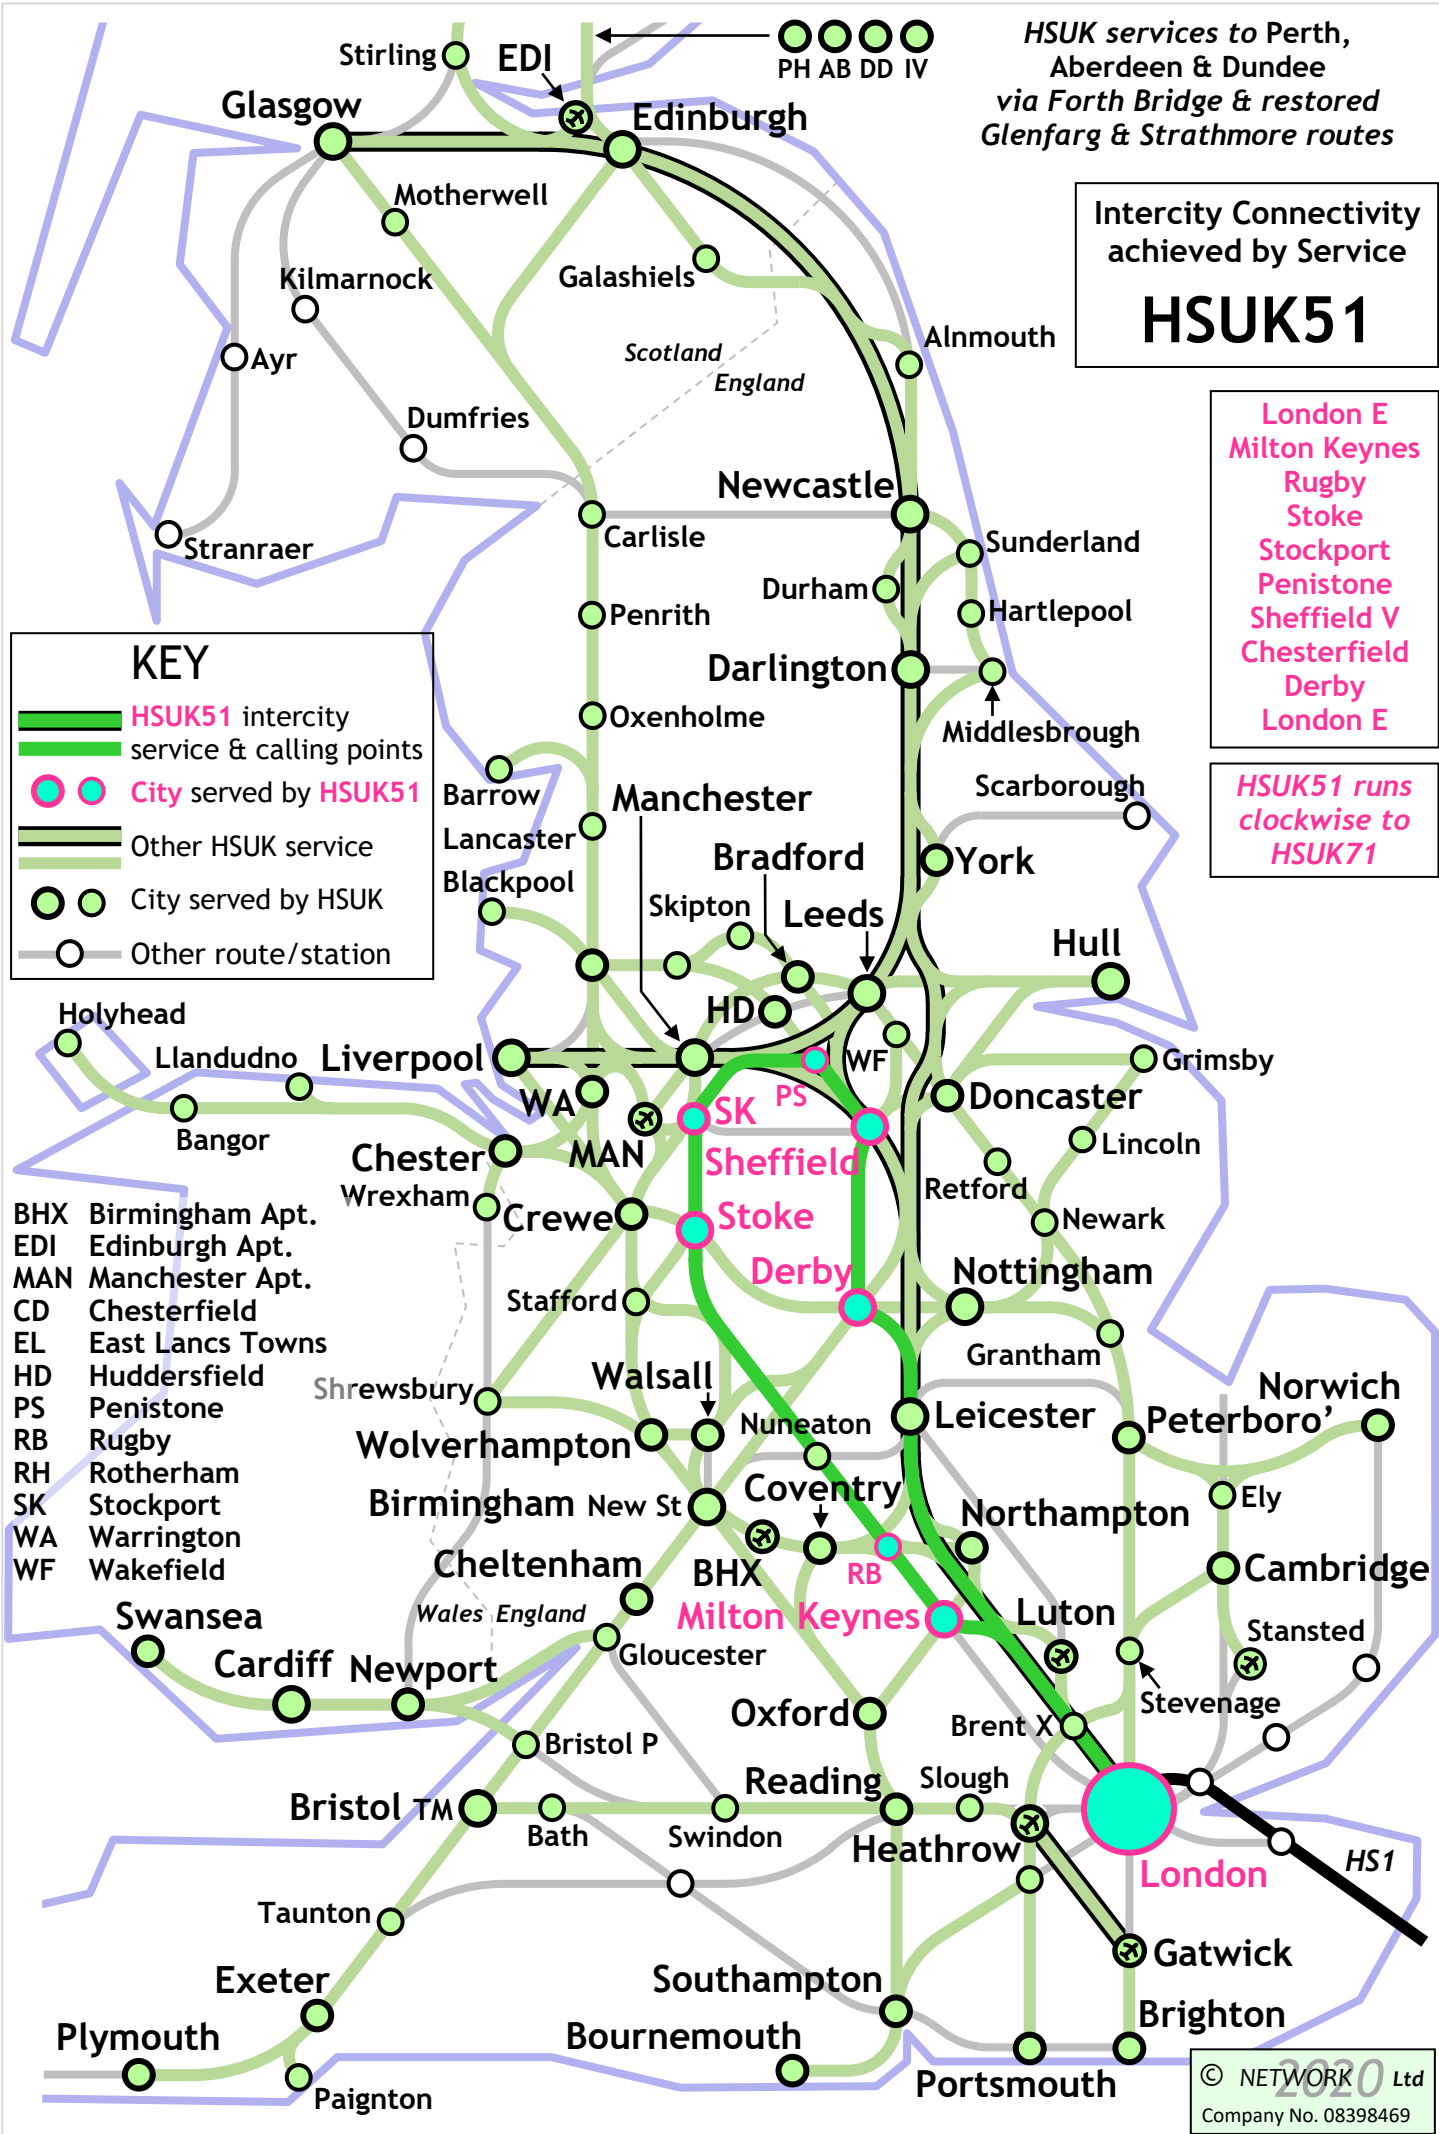 Stirling
EDI
PH AB DD IV
HSUK services to Perth,
Aberdeen & Dundee
via Forth Bridge & restored
Glenfarg & Strathmore routes
Glasgow
Edinburgh
Motherwell
Intercity Connectivity
achieved by Service
HSUK51
Kilmarnock
Galashiels
Alnmouth
Ayr
Scotland
England
Dumfries
London E
Milton Keynes
Rugby
Stoke
Stockport
Penistone
Sheffield V
Chesterfield
Derby
London E
Newcastle
Stranraer
Carlisle
Sunderland
Durham
Penrith
Hartlepool
KEY
HSUK51 intercity
service & calling points
City served by HSUK51
Other HSUK service
City served by HSUK
Other route/station
Darlington
Oxenholme
Middlesbrough
HSUK51 runs
clockwise to
HSUK71
Barrow
Manchester
Scarborough
Lancaster
Bradford
York
Blackpool
Skipton
Leeds
Hull
HD
Holyhead
Llandudno
Liverpool
WF
Grimsby
WA
SK
PS
Doncaster
Bangor
MAN
Lincoln
Chester
Sheffield
Retford
Wrexham
Crewe
Stoke
Newark
BHX Birmingham Apt.
EDI Edinburgh Apt.
MAN Manchester Apt.
CD Chesterfield
EL East Lancs Towns
HD Huddersfield
PS Penistone
RB Rugby
RH Rotherham
SK Stockport
WA Warrington
WF Wakefield
Derby
Nottingham
Stafford
Grantham
Walsall
Shrewsbury
Norwich
Nuneaton
Leicester
Peterboro’
Wolverhampton
Coventry
Ely
Birmingham New St
Northampton
Cheltenham
BHX
RB
Cambridge
Wales England
Milton Keynes
Luton
Swansea
Stansted
Gloucester
Cardiff
Newport
Stevenage
Oxford
Brent X
Bristol P
Reading
Slough
Bristol TM
Bath
Swindon
Heathrow
HS1
London
Taunton
Gatwick
Exeter
Southampton
Brighton
Plymouth
Bournemouth
Portsmouth
Paignton
© NETWORK 2020 Ltd
Company No. 08398469